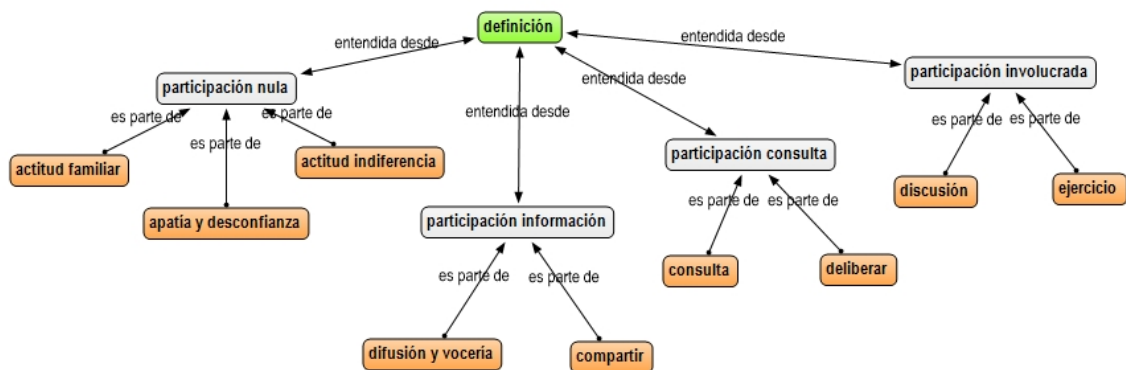 definición
entendida desde
entendida desde
entendida desde
entendida desde
participación nula
participación involucrada
participación consulta
participación información
es parte de
es parte de
es parte de
actitud familiar
actitud indiferencia
apatía y desconfianza
es parte de
es parte de
difusión y vocería
compartir
es parte de
es parte de
consulta
deliberar
es parte de
es parte de
discusión
ejercicio